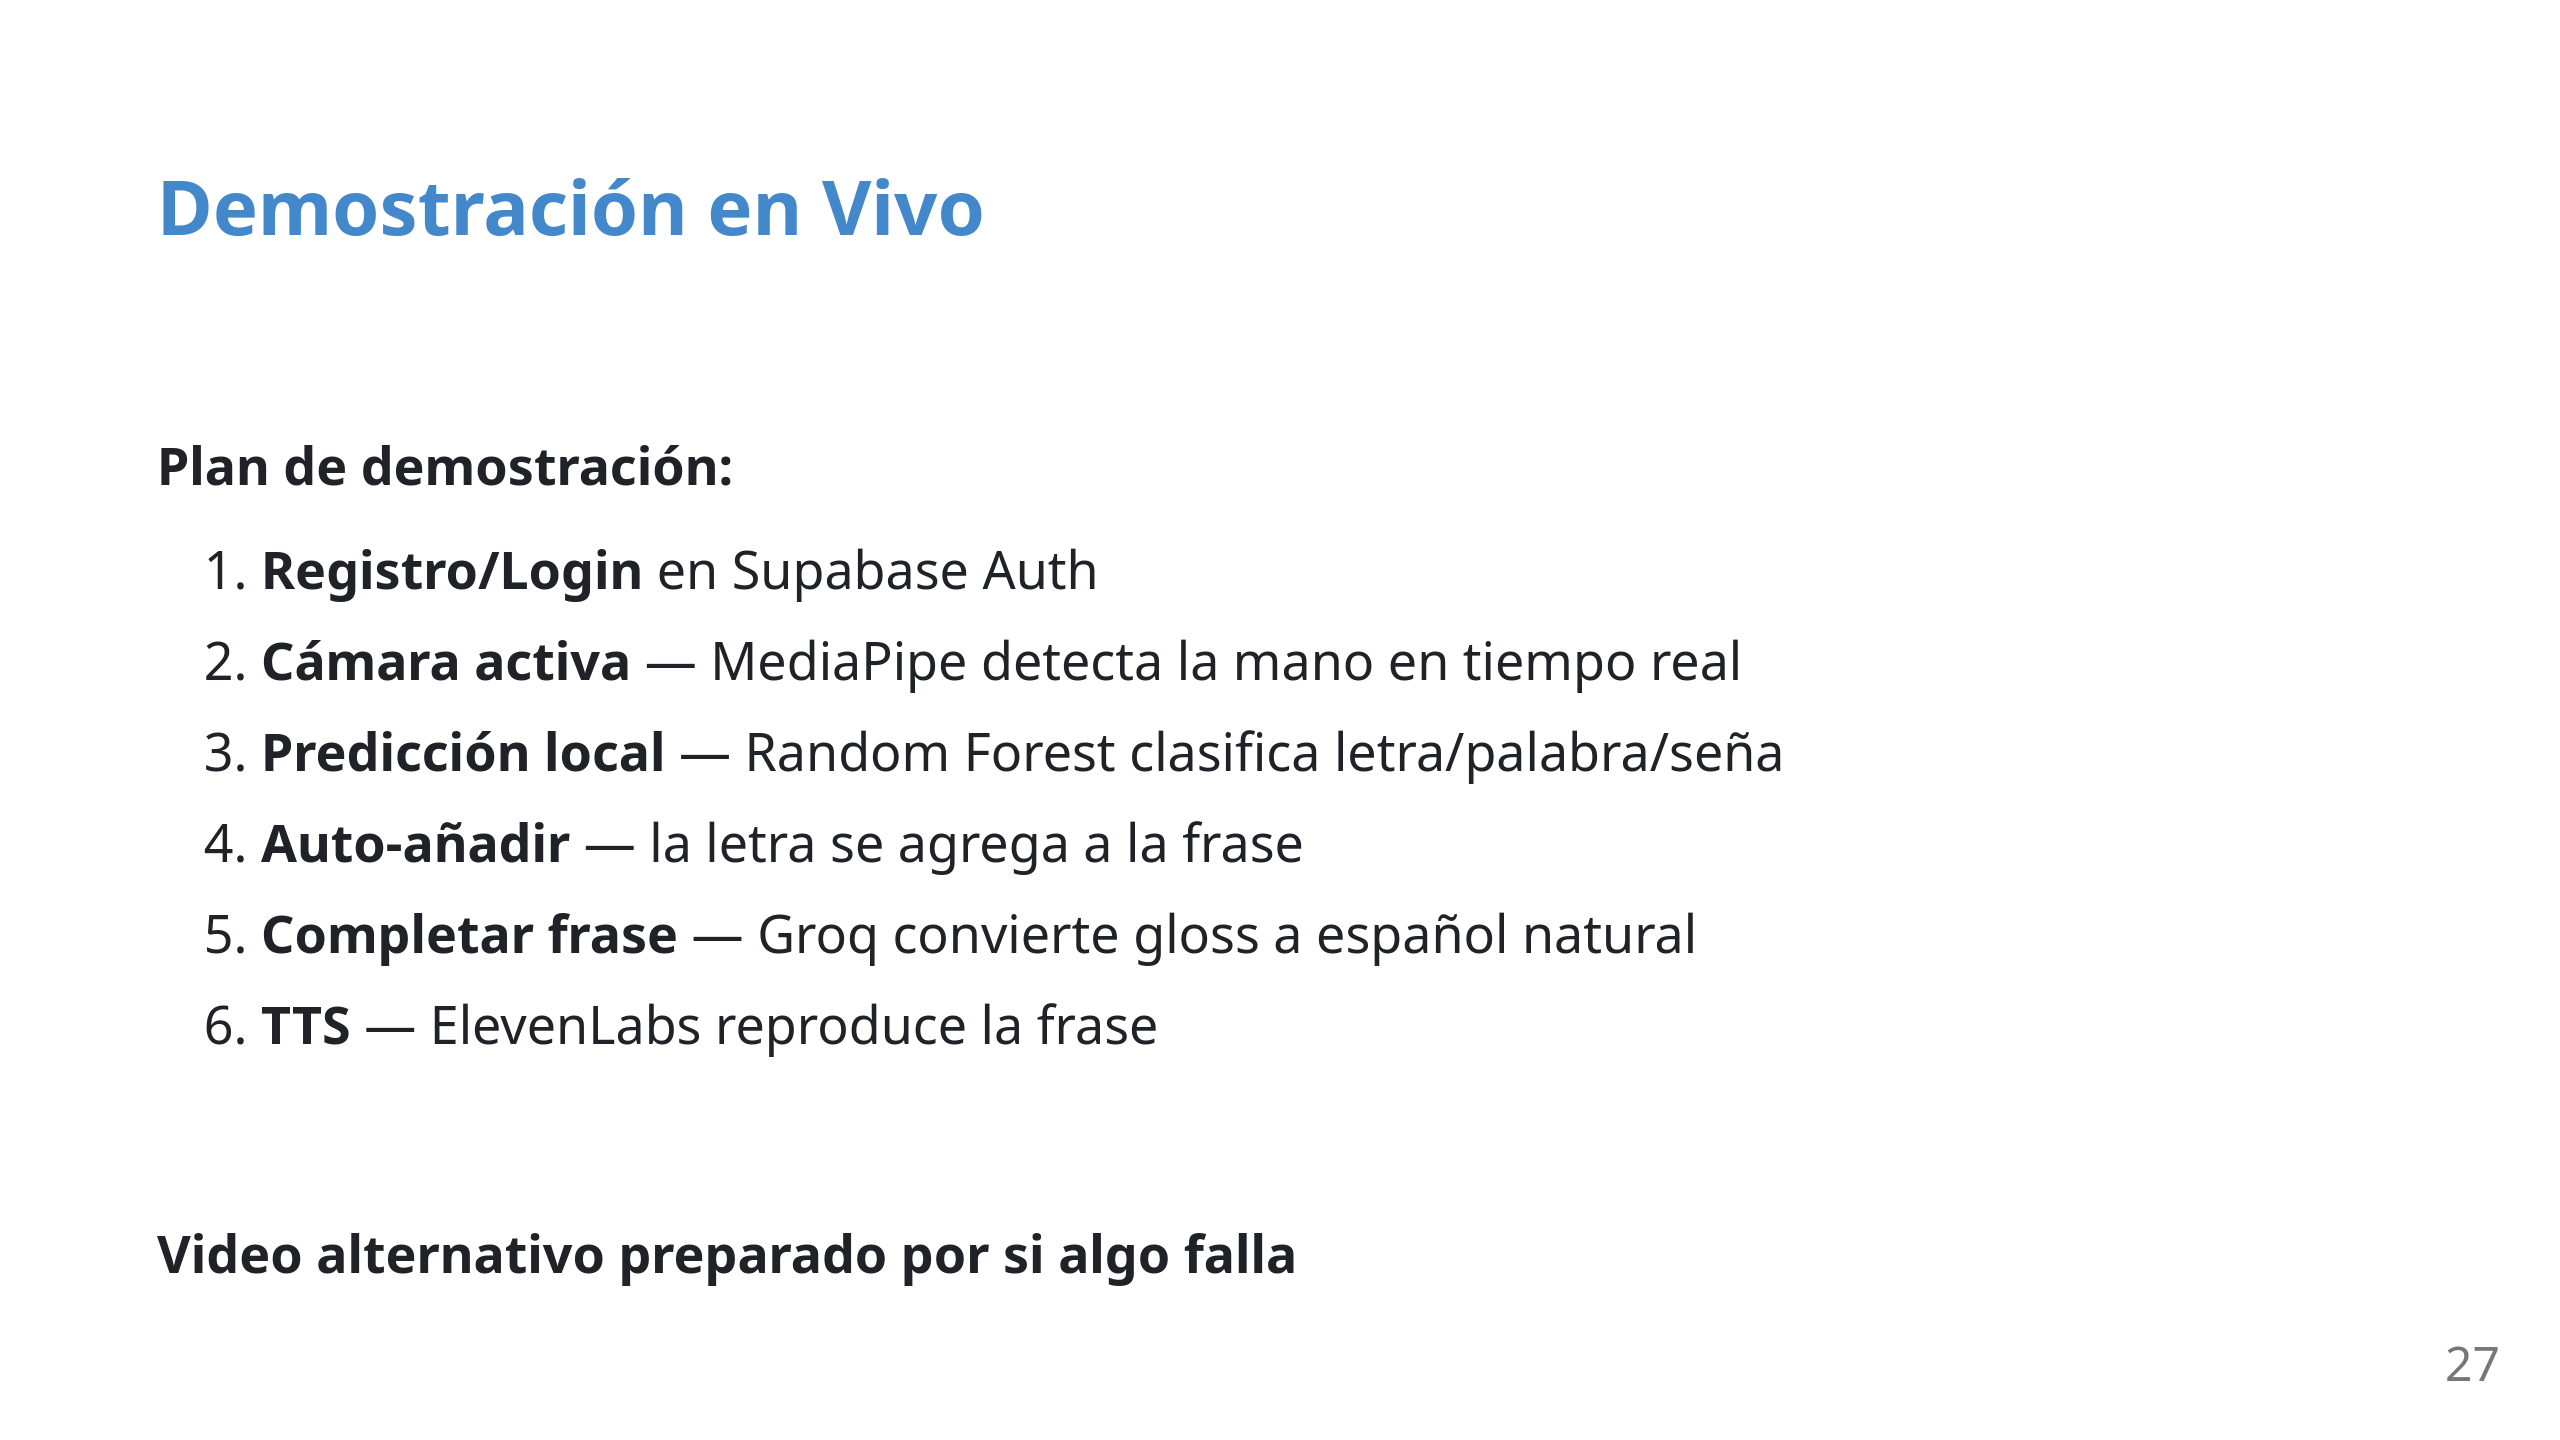 Demostración en Vivo
Plan de demostración:
1. Registro/Login en Supabase Auth
2. Cámara activa — MediaPipe detecta la mano en tiempo real
3. Predicción local — Random Forest clasifica letra/palabra/seña
4. Auto-añadir — la letra se agrega a la frase
5. Completar frase — Groq convierte gloss a español natural
6. TTS — ElevenLabs reproduce la frase
Video alternativo preparado por si algo falla
27